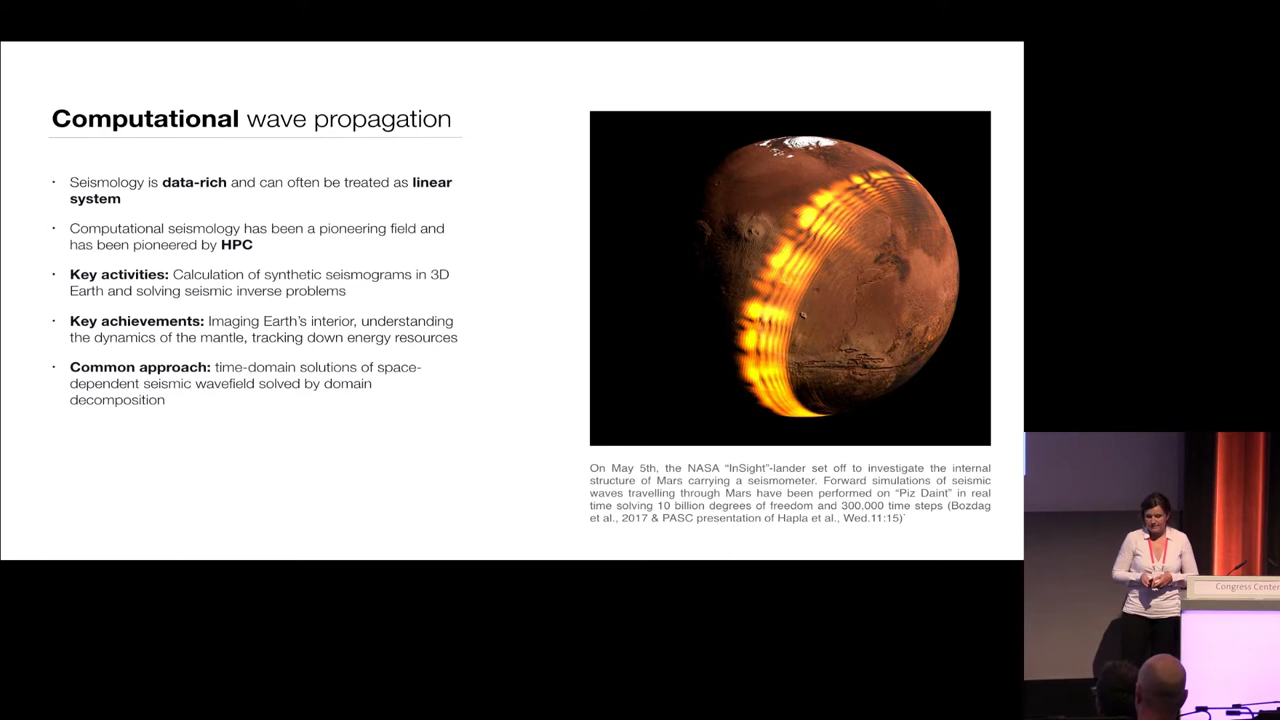 Computational wave propagation
· Seismology is data-rich and can often be treated as linear
system
· Computational seismology has been a pioneering field and
has been pioneered by HPC
· Key activities: Calculation of synthetic seismograms in 3D
Earth and solving seismic inverse problems
· Key achievements: Imaging Earth's interior, understanding
the dynamics of the mantle, tracking down energy resources
· Common approach: time-domain solutions of space-
dependent seismic wavefield solved by domain
decomposition
On May 5th, the NASA “InSight”-lander set off to investigate the internal
structure of Mars carrying a seismometer. Forward simulations of seismic
waves travelling through Mars have been performed on “Piz Daint” in real
time solving 10 billion degrees of freedom and 300,000 time steps (Bozdag
et al., 2017 & PASC presentation of Hapla et al., Wed.11:15)`
Congress Center